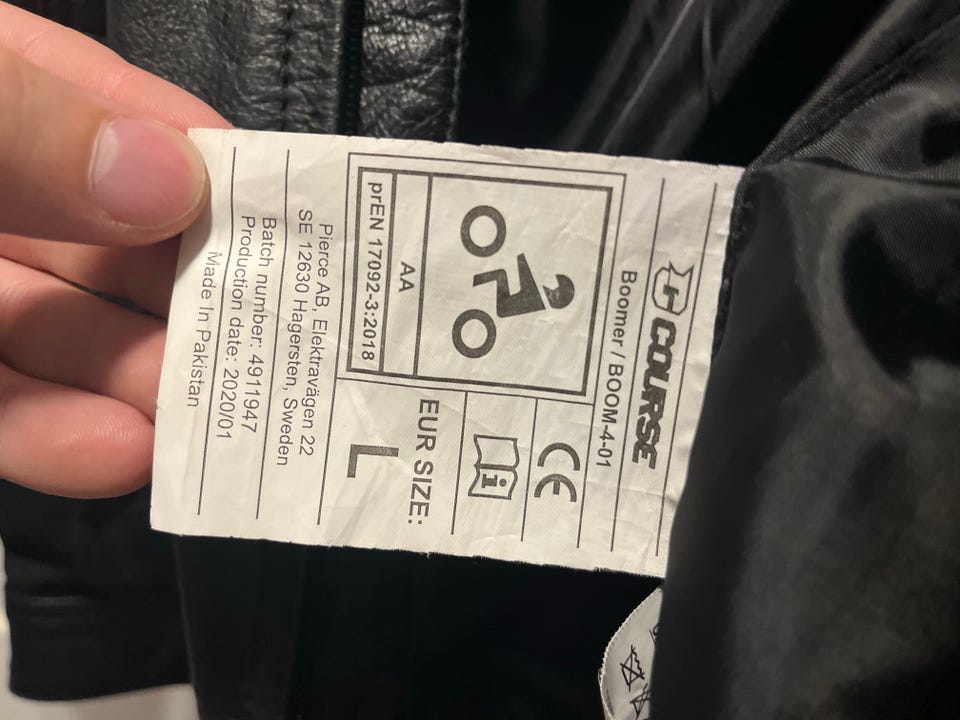 COURSE
Boomer / BOOM-4-01
prEN 17092-3:2018
AA
CE
i
EUR SIZE:
L
Pierce AB, Elektravägen 22
SE 12630 Hagersten, Sweden
Batch number: 4911947
Production date: 2020/01
Made In Pakistan